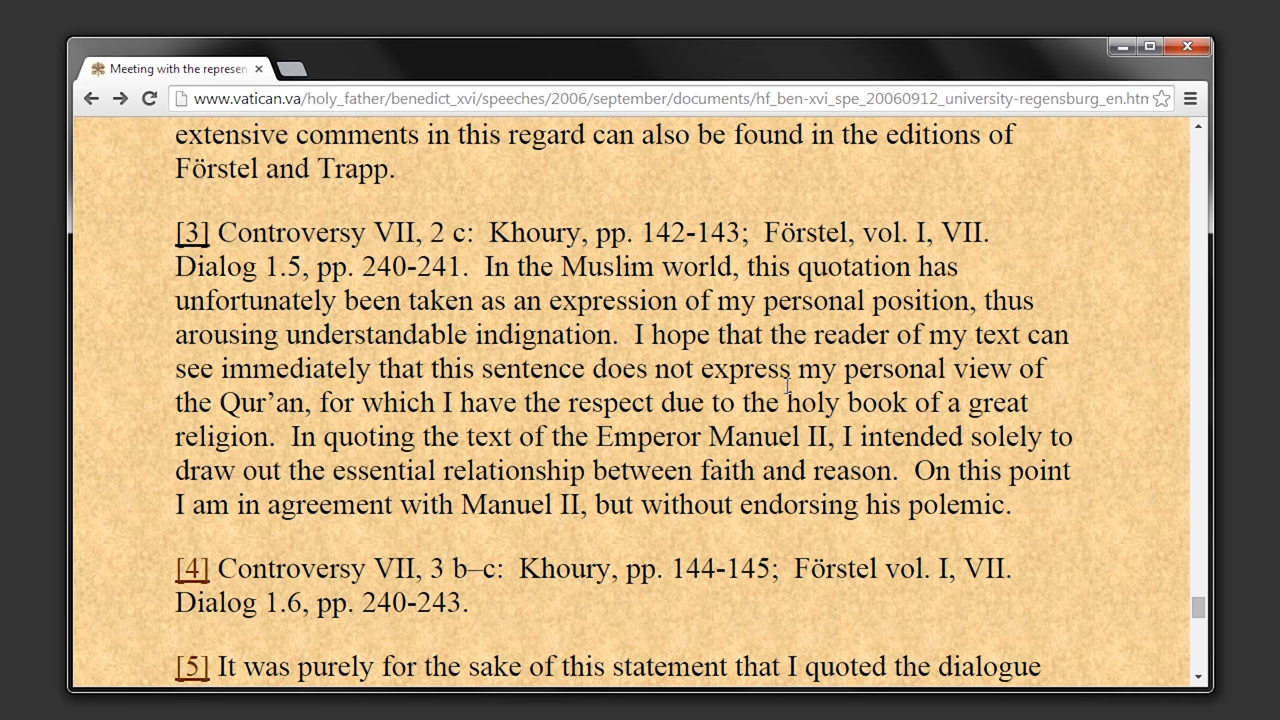 Meeting with the represen
www.vatican.va/holy_father/benedict_xvi/speeches/2006/september/documents/hf_ben-xvi_spe_20060912_university-regensburg_en.htm
extensive comments in this regard can also be found in the editions of
Förstel and Trapp.
[3] Controversy VII, 2 c:  Khoury, pp. 142-143;  Förstel, vol. I, VII.
Dialog 1.5, pp. 240-241.  In the Muslim world, this quotation has
unfortunately been taken as an expression of my personal position, thus
arousing understandable indignation.  I hope that the reader of my text can
see immediately that this sentence does not express my personal view of
the Qur’an, for which I have the respect due to the holy book of a great
religion.  In quoting the text of the Emperor Manuel II, I intended solely to
draw out the essential relationship between faith and reason.  On this point
I am in agreement with Manuel II, but without endorsing his polemic.
[4] Controversy VII, 3 b–c:  Khoury, pp. 144-145;  Förstel vol. I, VII.
Dialog 1.6, pp. 240-243.
[5] It was purely for the sake of this statement that I quoted the dialogue